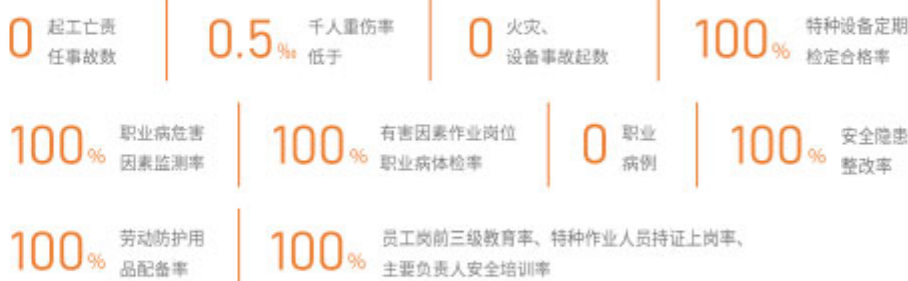 0 起工亡责
任事故数
0.5‰ 千人重伤率
低于
0 火灾、
设备事故起数
100% 特种设备定期
检定合格率
100% 职业病危害
因素监测率
100% 有害因素作业岗位
职业病体检率
0 职业
病例
100% 安全隐患
整改率
100% 劳动防护用
品配备率
100% 员工岗前三级教育率、特种作业人员持证上岗率、
主要负责人安全培训率